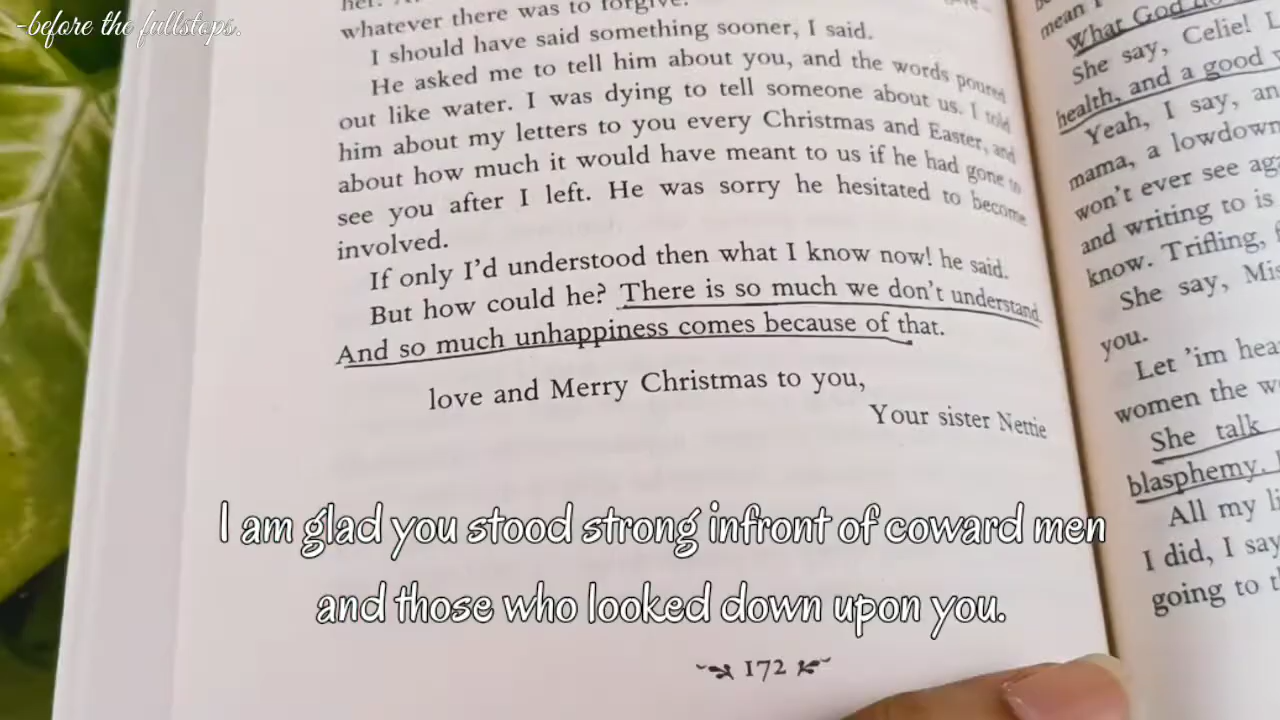 -before the fullstops.
whatever there was to forgive.
I should have said something sooner, I said.
He asked me to tell him about you, and the words poured
out like water. I was dying to tell someone about us. I told
him about my letters to you every Christmas and Easter, and
about how much it would have meant to us if he had gone to
see you after I left. He was sorry he hesitated to become
involved.
If only I'd understood then what I know now! he said.
But how could he? There is so much we don't understand.
And so much unhappiness comes because of that.
love and Merry Christmas to you,
Your sister Nettie
I am glad you stood strong infront of coward men
and those who looked down upon you.
172
mean
What God
She say, Celie!
health, and a good
Yeah, I say, an
mama, a lowdown
won't ever see
and writing to is
know. Trifling,
She say,
you.
Let 'im
women the
She talk
blasphemy.
All my
I did, I say
going to